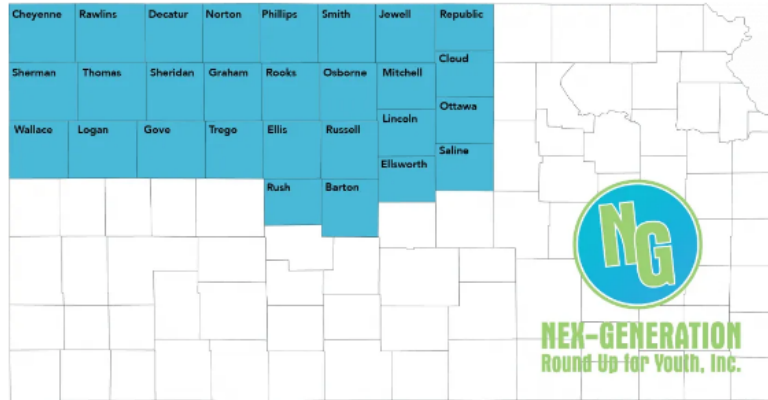 Cheyenne Rawlins Decatur Norton Phillips Smith Jewell Republic
Cloud
Sherman Thomas Sheridan Graham Rooks Osborne Mitchell
Ottawa
Lincoln
Wallace Logan Gove Trego Ellis Russell
Saline
Ellsworth
Rush Barton
NG
NEX-GENERATION
Round Up for Youth, Inc.